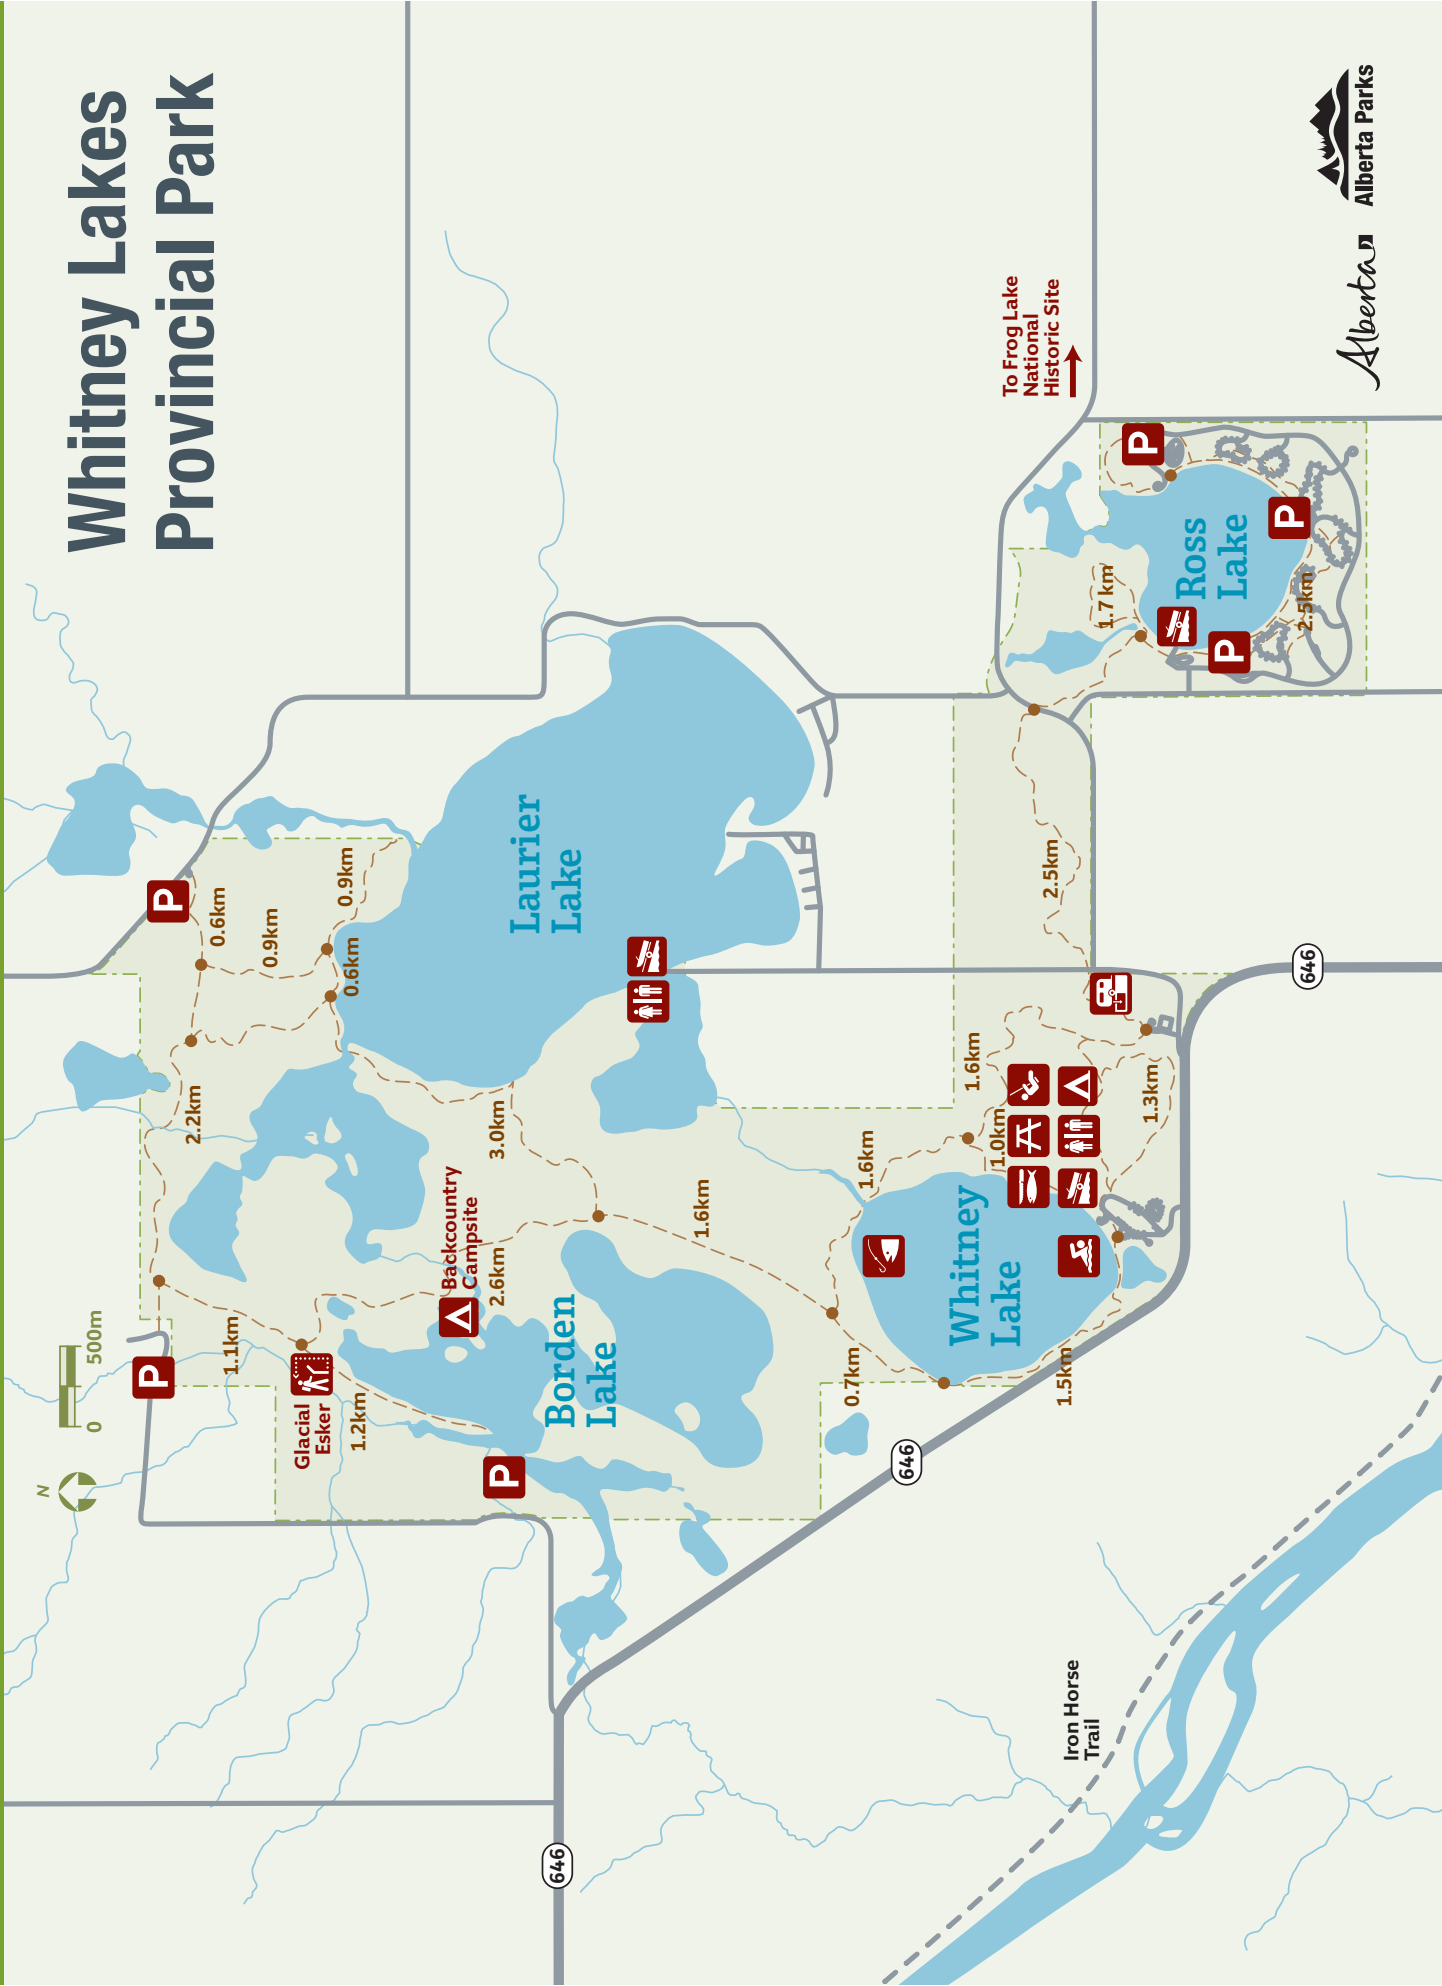 Whitney Lakes
Provincial Park
N
0
500m
P
P
0.6km
0.9km
0.9km
0.6km
2.2km
1.1km
Glacial
Esker
1.2km
P
Backcountry
Campsite
2.6km
3.0km
1.6km
Borden
Lake
Laurier
Lake
Whitney
Lake
0.7km
1.5km
1.6km
1.6km
1.0km
1.3km
2.5km
1.7 km
2.5km
Ross
Lake
P
P
P
To Frog Lake
National
Historic Site
646
646
646
Iron Horse
Trail
Alberta
Alberta Parks